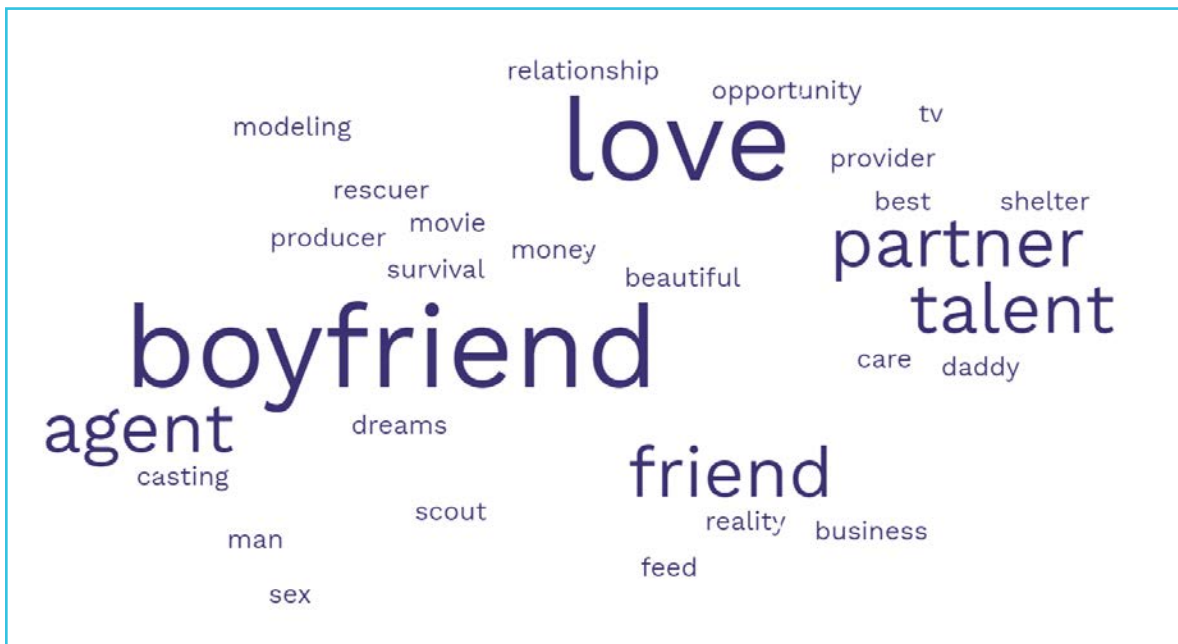 relationship
opportunity
love
tv
modeling
provider
rescuer
best
shelter
movie
producer
partner
money
survival
beautiful
talent
boyfriend
care
daddy
agent
dreams
casting
friend
scout
reality
business
man
feed
sex